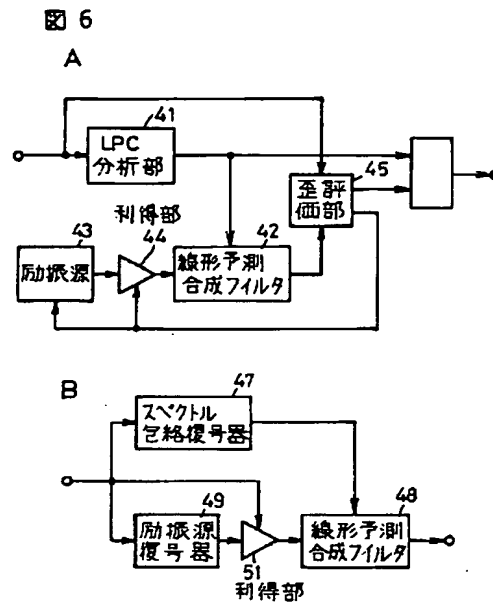 図 6
A
41
LPC
分析部
45
歪評
価部
利得部
43
44
42
励振源
線形予測
合成フィルタ
B
47
スペクトル
包絡復号器
49
48
励振源
復号器
線形予測
合成フィルタ
51
利得部